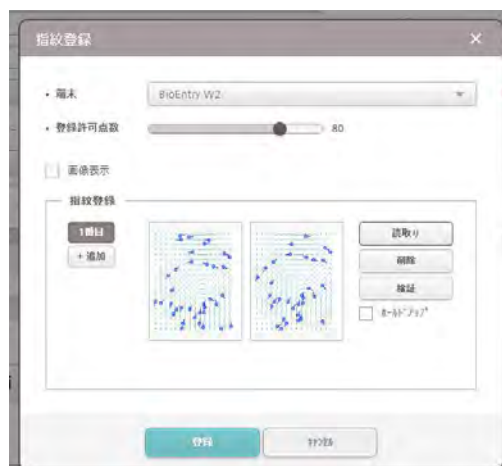 指紋登録
・ 端末
BioEntry W2
・ 登録許可点数
80
画像表示
指紋登録
1番目
+ 追加
読取り
削除
検証
ﾎｰﾙﾄﾞｱｯﾌﾟ
登録
ｷｬﾝｾﾙ